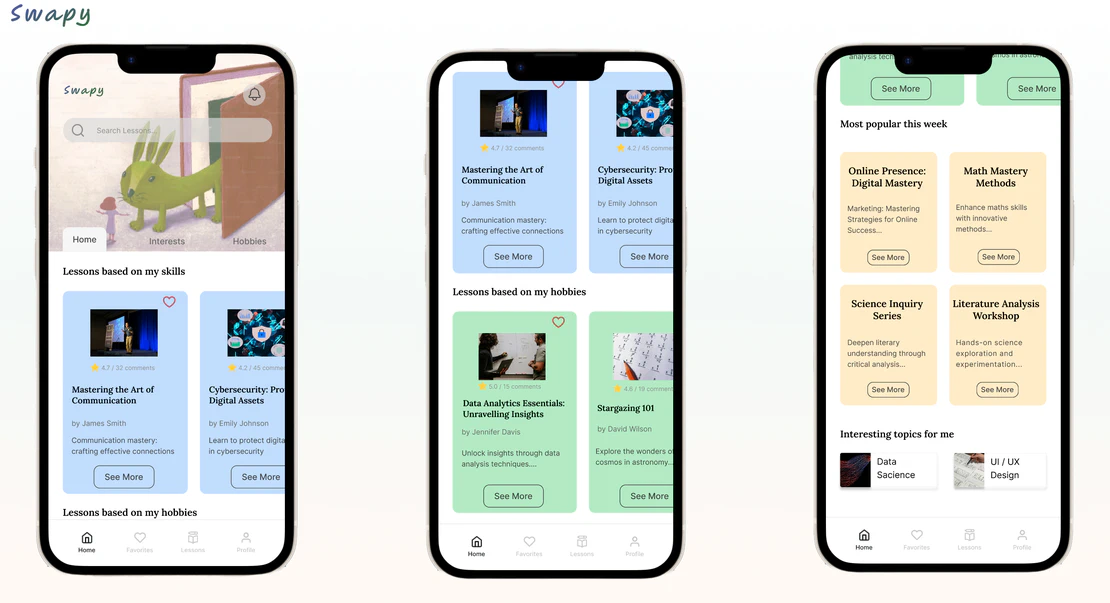 Swapy
Swapy
Search Lessons...
Home Interests Hobbies
Lessons based on my skills
4.7 / 32 comments
Mastering the Art of
Communication
by James Smith
Communication mastery:
crafting effective connections
See More
4.2 / 45 comme
Cybersecurity: Pro
Digital Assets
by Emily Johnson
Learn to protect digita
in cybersecurity
See More
Lessons based on my hobbies
Home Favorites Lessons Profile
4.7 / 32 comments
Mastering the Art of
Communication
by James Smith
Communication mastery:
crafting effective connections
See More
4.2 / 45 commen
Cybersecurity: Pro
Digital Assets
by Emily Johnson
Learn to protect digita
in cybersecurity
See More
Lessons based on my hobbies
5.0 / 15 comments
Data Analytics Essentials:
Unravelling Insights
by Jennifer Davis
Unlock insights through data
analysis techniques....
See More
4.6 / 15 commen
Stargazing 101
by David Wilson
Explore the wonders o
cosmos in astronomy...
See More
Home Favorites Lessons Profile
analysis tech
See More
See More
Most popular this week
Online Presence:
Digital Mastery
Marketing: Mastering
Strategies for Online
Success...
See More
Math Mastery
Methods
Enhance maths skills
with innovative
methods...
See More
Science Inquiry
Series
Deepen literary
understanding through
critical analysis...
See More
Literature Analysis
Workshop
Hands-on science
exploration and
experimentation...
See More
Interesting topics for me
Data
Sacience
UI / UX
Design
Home Favorites Lessons Profile